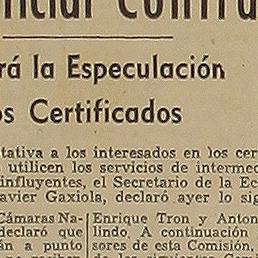 icial Contra
rá la Especulación
os Certificados
tativa a los interesados en los cer
utilizen los servicios de intermed
influyentes, el Secretario de la Ec
avier Gaxiola, declaró ayer lo sig
Cámaras Na-
declaró que
án a punto
Enrique Tron y Anton
lindo. A continuación
sores de esta Comisión,